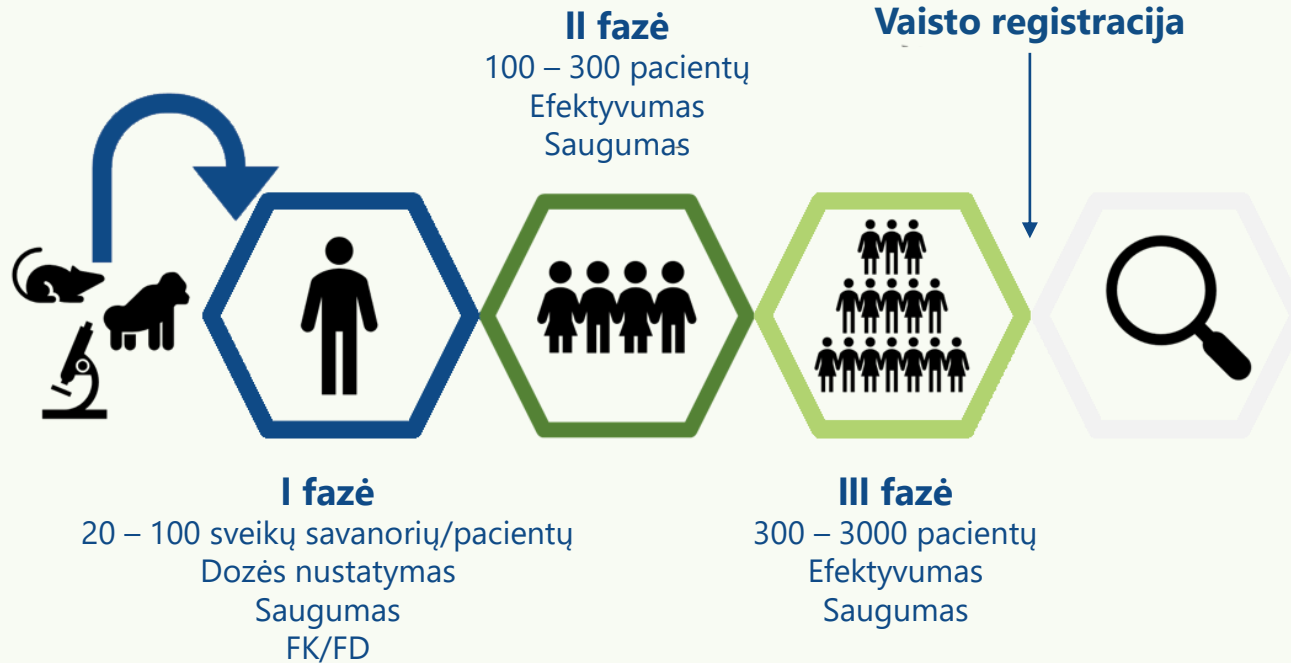 II fazė
100 – 300 pacientų
Efektyvumas
Saugumas
Vaisto registracija
I fazė
20 – 100 sveikų savanorių/pacientų
Dozės nustatymas
Saugumas
FK/FD
III fazė
300 – 3000 pacientų
Efektyvumas
Saugumas